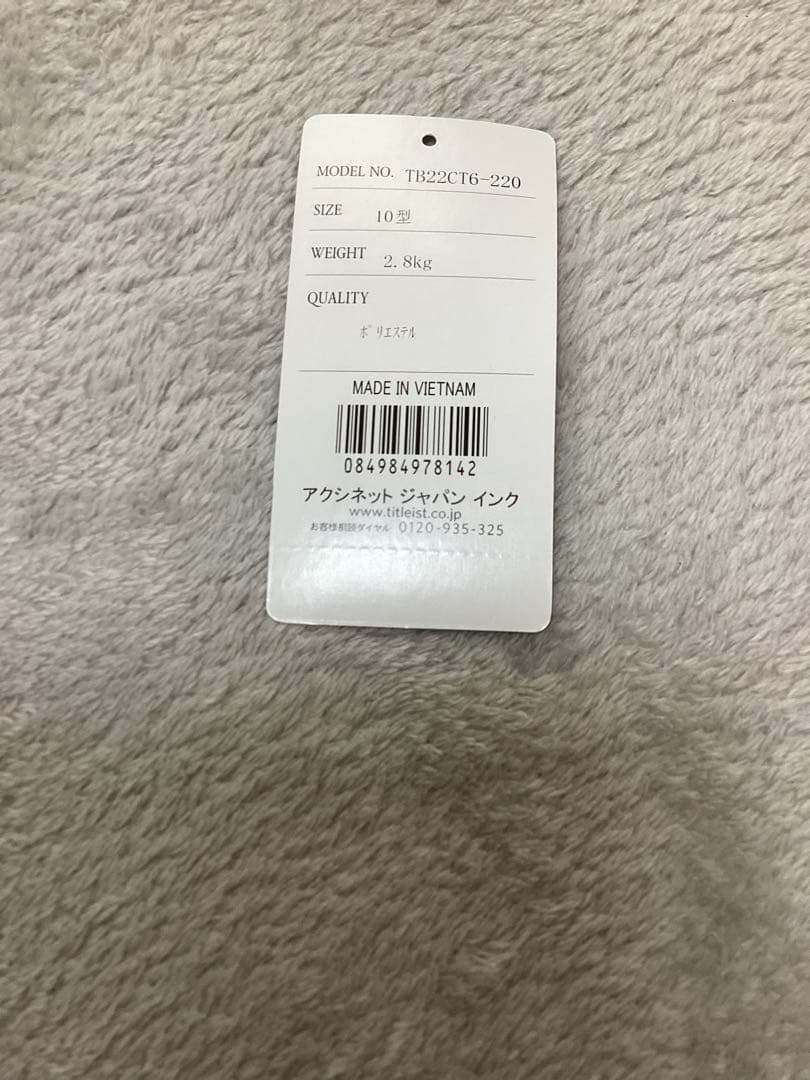 MODEL NO. TB22CT6-220
SIZE 10型
WEIGHT 2.8kg
QUALITY
ポリエステル
MADE IN VIETNAM
084984978142
アクシネット ジャパン インク
www.titleist.co.jp
お客様相談ダイヤル 0120-935-325